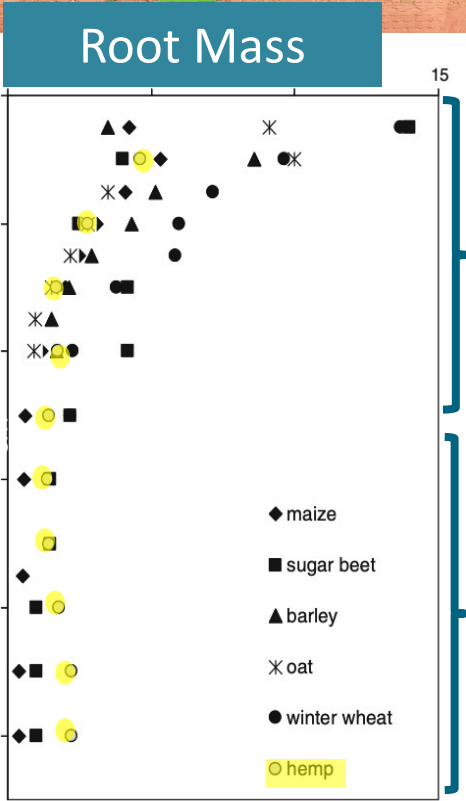 Root Mass
15
maize
sugar beet
barley
oat
winter wheat
hemp